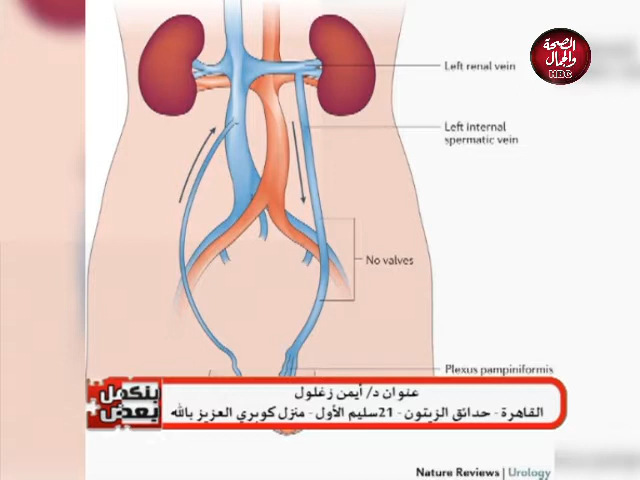 الصحة
والجمال
HBC
Left renal vein
Left internal
spermatic vein
No valves
Plexus pampiniformis
بنكمل
بعض
عنوان د/ أيمن زغلول
القاهرة - حدائق الزيتون - 21سليم الأول - منزل كوبري العزيز بالله
Nature Reviews | Urology